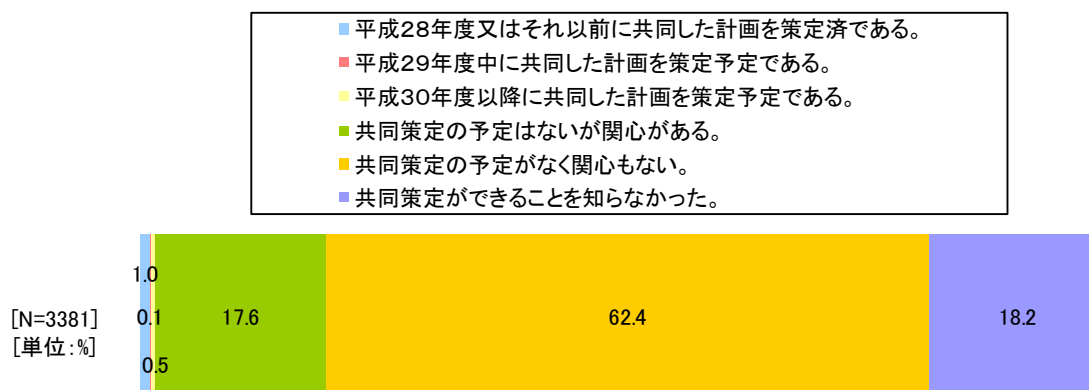 平成28年度又はそれ以前に共同した計画を策定済である。
平成29年度中に共同した計画を策定予定である。
平成30年度以降に共同した計画を策定予定である。
共同策定の予定はないが関心がある。
共同策定の予定がなく関心もない。
共同策定ができることを知らなかった。
1.0
[N=3381] 0.1 17.6 62.4 18.2
[単位:%]
0.5